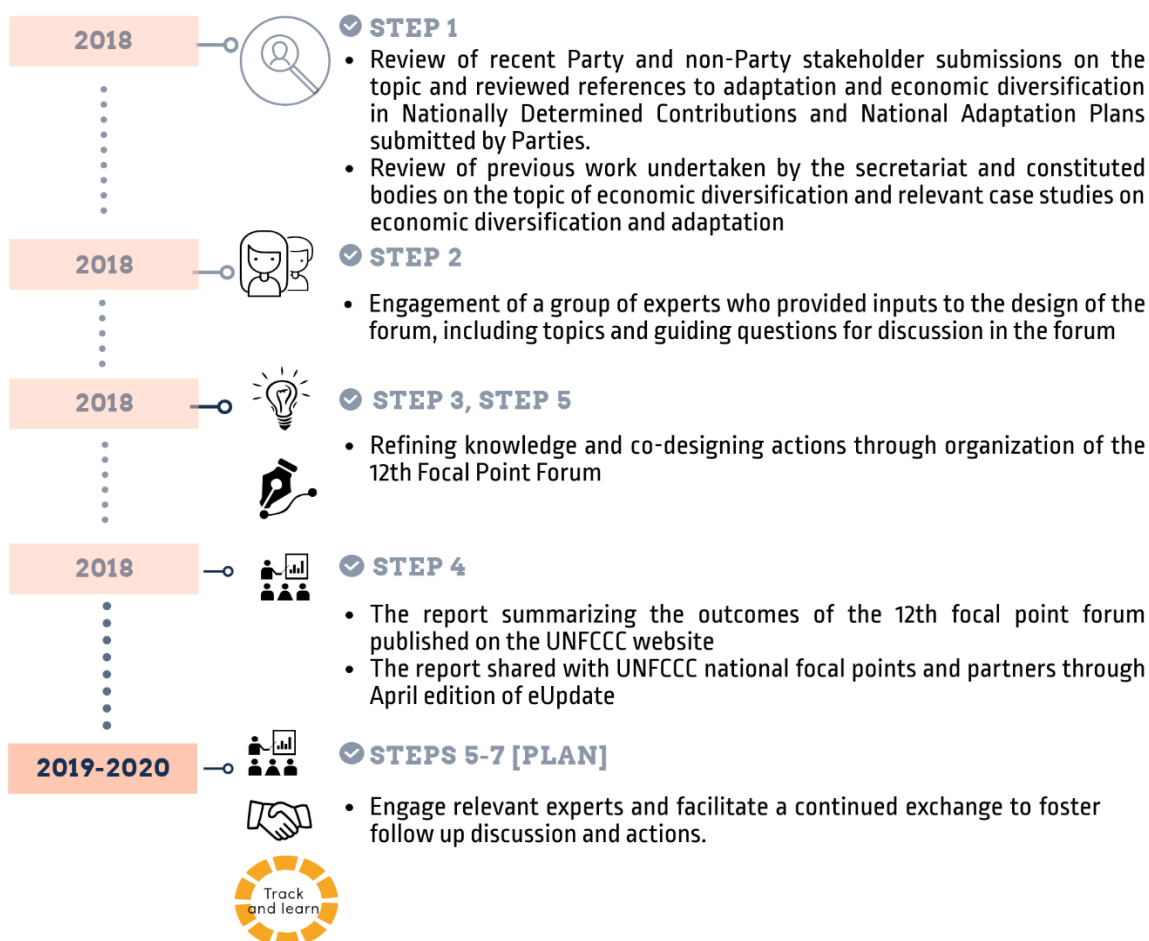 2018
STEP 1
• Review of recent Party and non-Party stakeholder submissions on the
topic and reviewed references to adaptation and economic diversification
in Nationally Determined Contributions and National Adaptation Plans
submitted by Parties.
• Review of previous work undertaken by the secretariat and constituted
bodies on the topic of economic diversification and relevant case studies on
economic diversification and adaptation
2018
STEP 2
• Engagement of a group of experts who provided inputs to the design of the
forum, including topics and guiding questions for discussion in the forum
2018
STEP 3, STEP 5
• Refining knowledge and co-designing actions through organization of the
12th Focal Point Forum
2018
STEP 4
• The report summarizing the outcomes of the 12th focal point forum
published on the UNFCCC website
• The report shared with UNFCCC national focal points and partners through
April edition of eUpdate
2019-2020
STEPS 5-7 [PLAN]
• Engage relevant experts and facilitate a continued exchange to foster
follow up discussion and actions.
Track
and learn